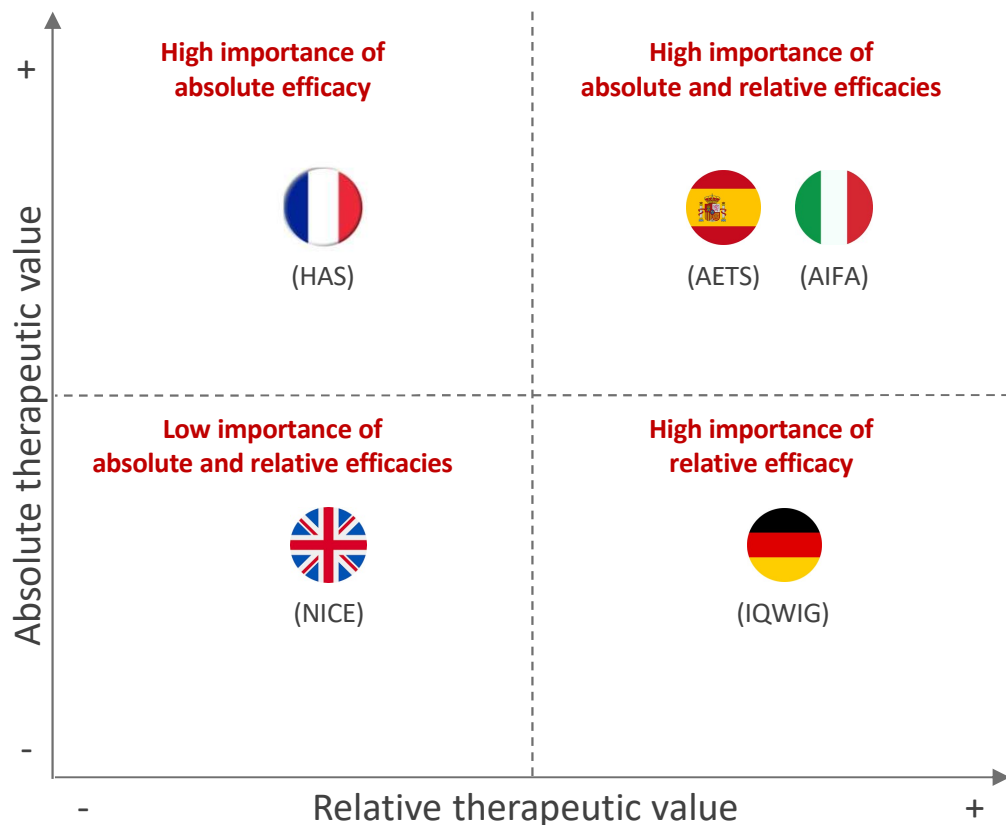 High importance of
absolute efficacy
High importance of
absolute and relative efficacies
(HAS)
(AETS)
(AIFA)
Low importance of
absolute and relative efficacies
High importance of
relative efficacy
(NICE)
(IQWIG)
+
Absolute therapeutic value
-
-
Relative therapeutic value
+